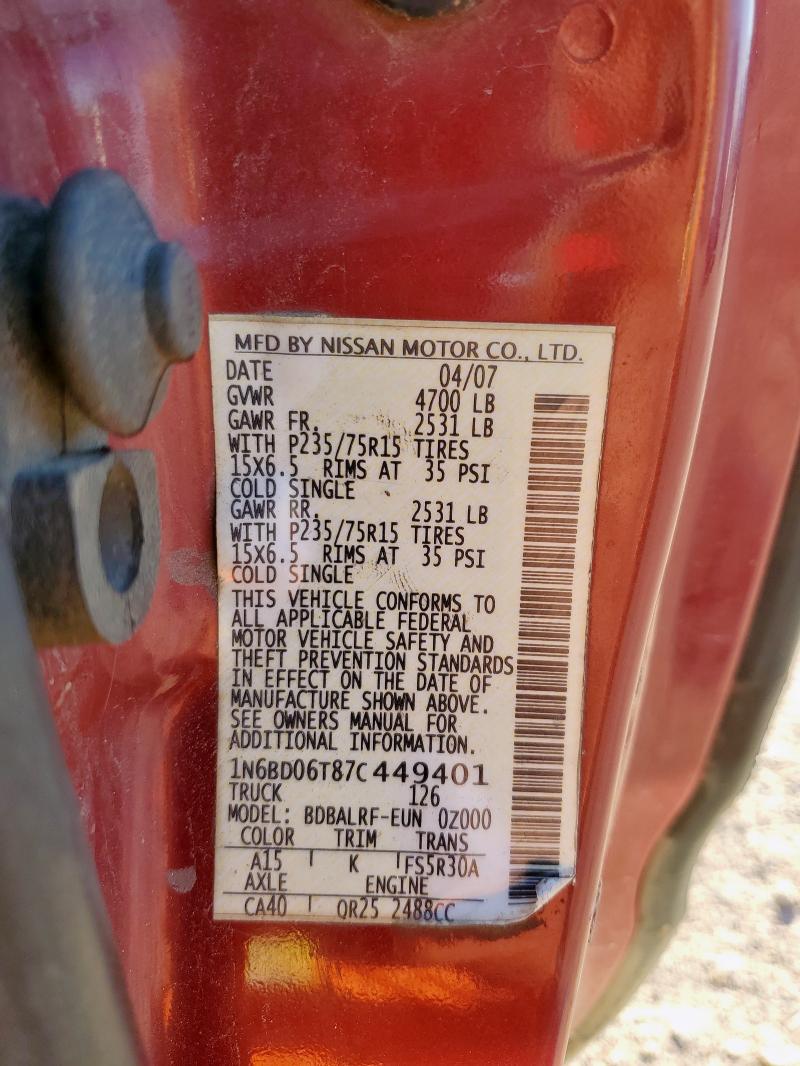 MFD BY NISSAN MOTOR CO., LTD.
DATE 04/07
GVWR 4700 LB
GAWR FR. 2531 LB
WITH P235/75R15 TIRES
15X6.5 RIMS AT 35 PSI
COLD SINGLE
GAWR RR. 2531 LB
WITH P235/75R15 TIRES
15X6.5 RIMS AT 35 PSI
COLD SINGLE
THIS VEHICLE CONFORMS TO
ALL APPLICABLE FEDERAL
MOTOR VEHICLE SAFETY AND
THEFT PREVENTION STANDARDS
IN EFFECT ON THE DATE OF
MANUFACTURE SHOWN ABOVE.
SEE OWNERS MANUAL FOR
ADDITIONAL INFORMATION.
1N6BD06T87C449401
TRUCK 126
MODEL: BDBALRF-EUN 0Z000
COLOR TRIM TRANS
A15 K FS5R30A
AXLE ENGINE
CA40 QR25 2488CC